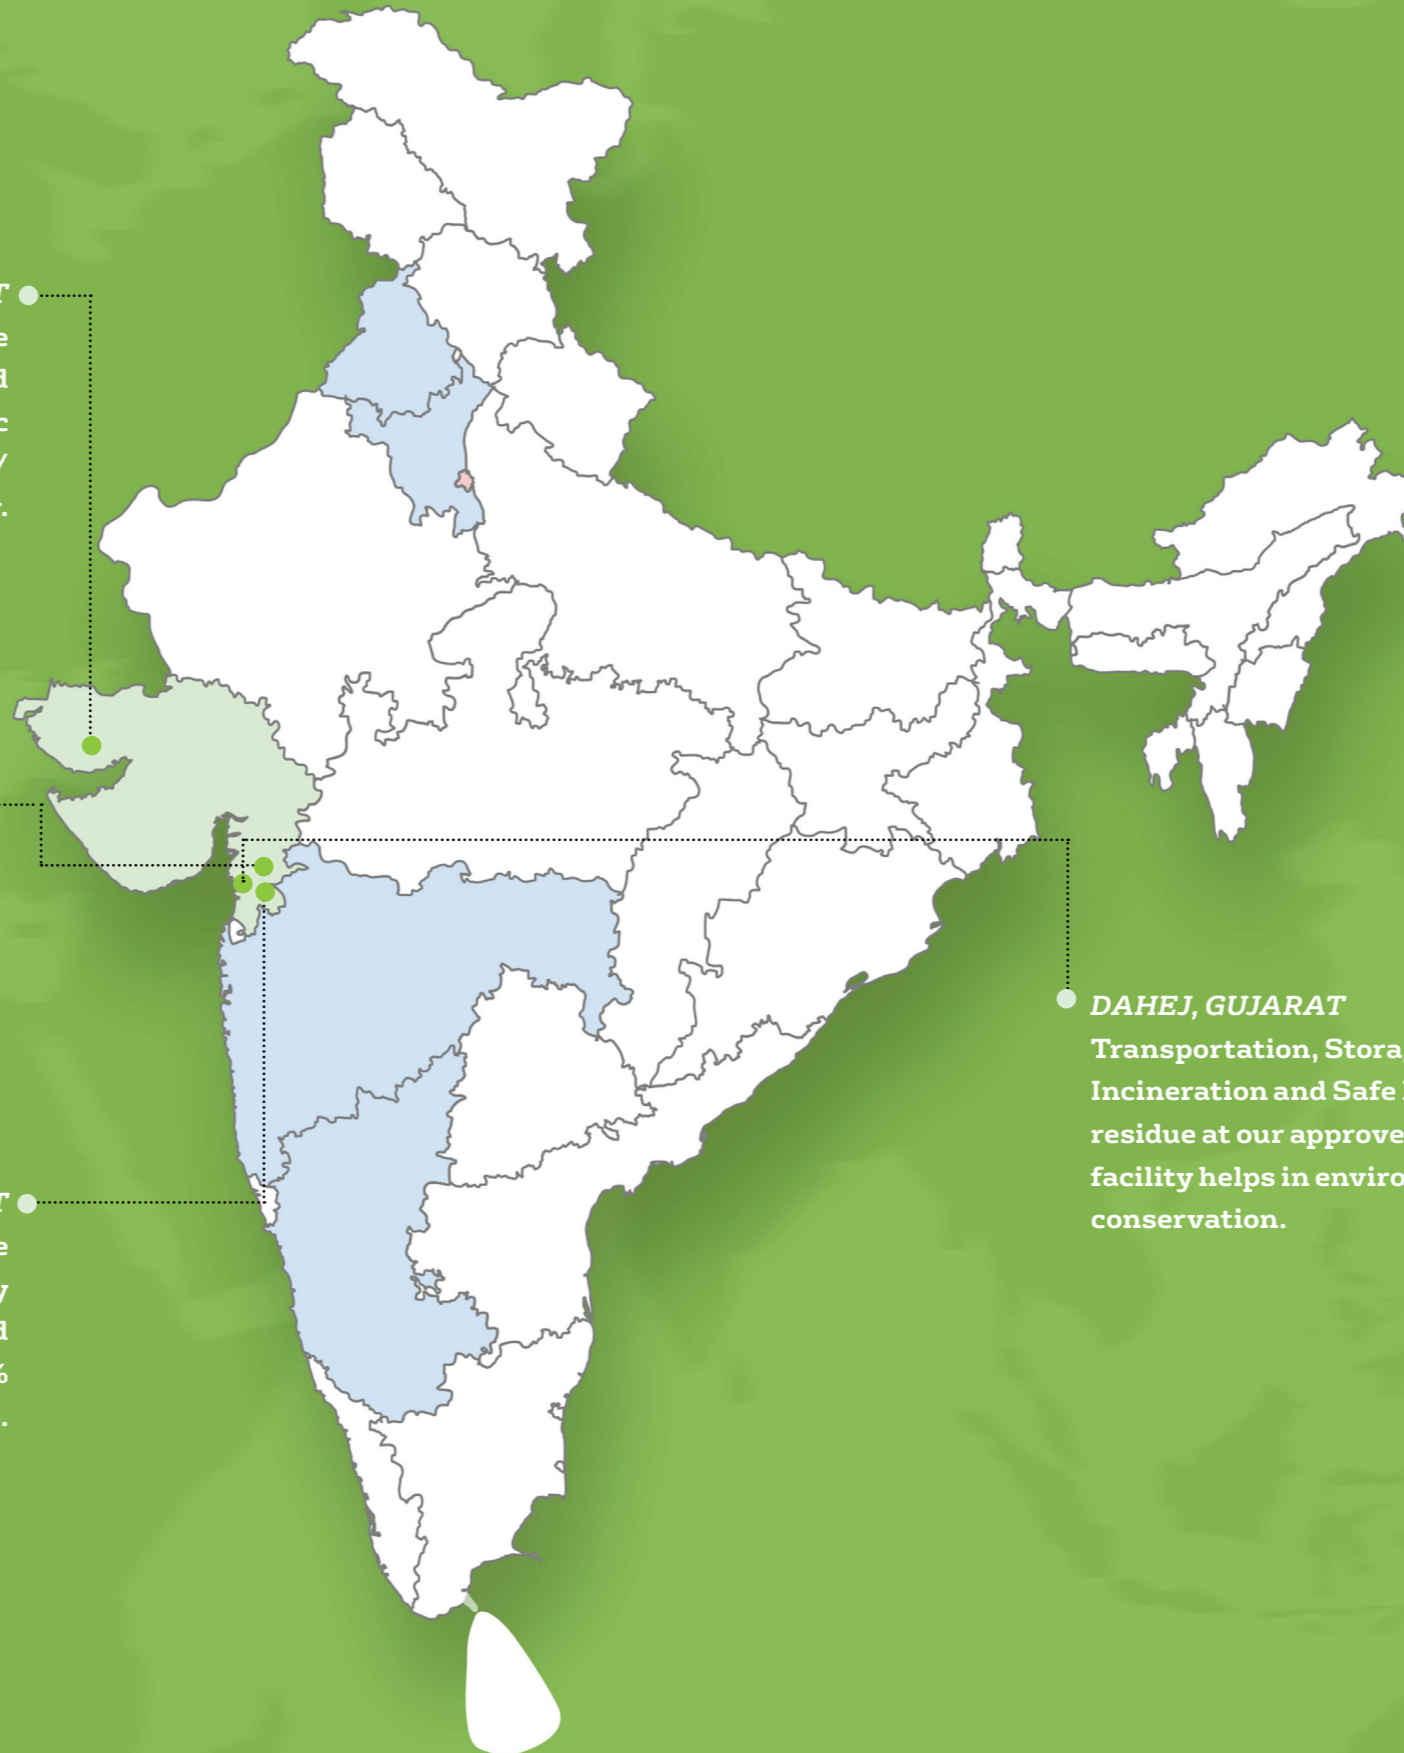 T
e
d
c
/
.
T
e
y
d
%
.
DAHEJ, GUJARAT
Transportation, Stora
Incineration and Safe
residue at our approve
facility helps in enviro
conservation.